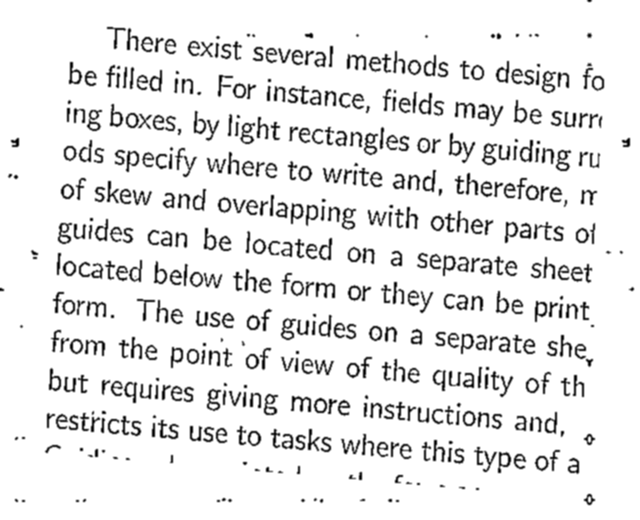 There exist several methods to design fo
be filled in. For instance, fields may be surr
ing boxes, by light rectangles or by guiding ru
ods specify where to write and, therefore, m
of skew and overlapping with other parts of
guides can be located on a separate sheet
located below the form or they can be print
form. The use of guides on a separate she
from the point of view of the quality of th
but requires giving more instructions and,
restricts its use to tasks where this type of a